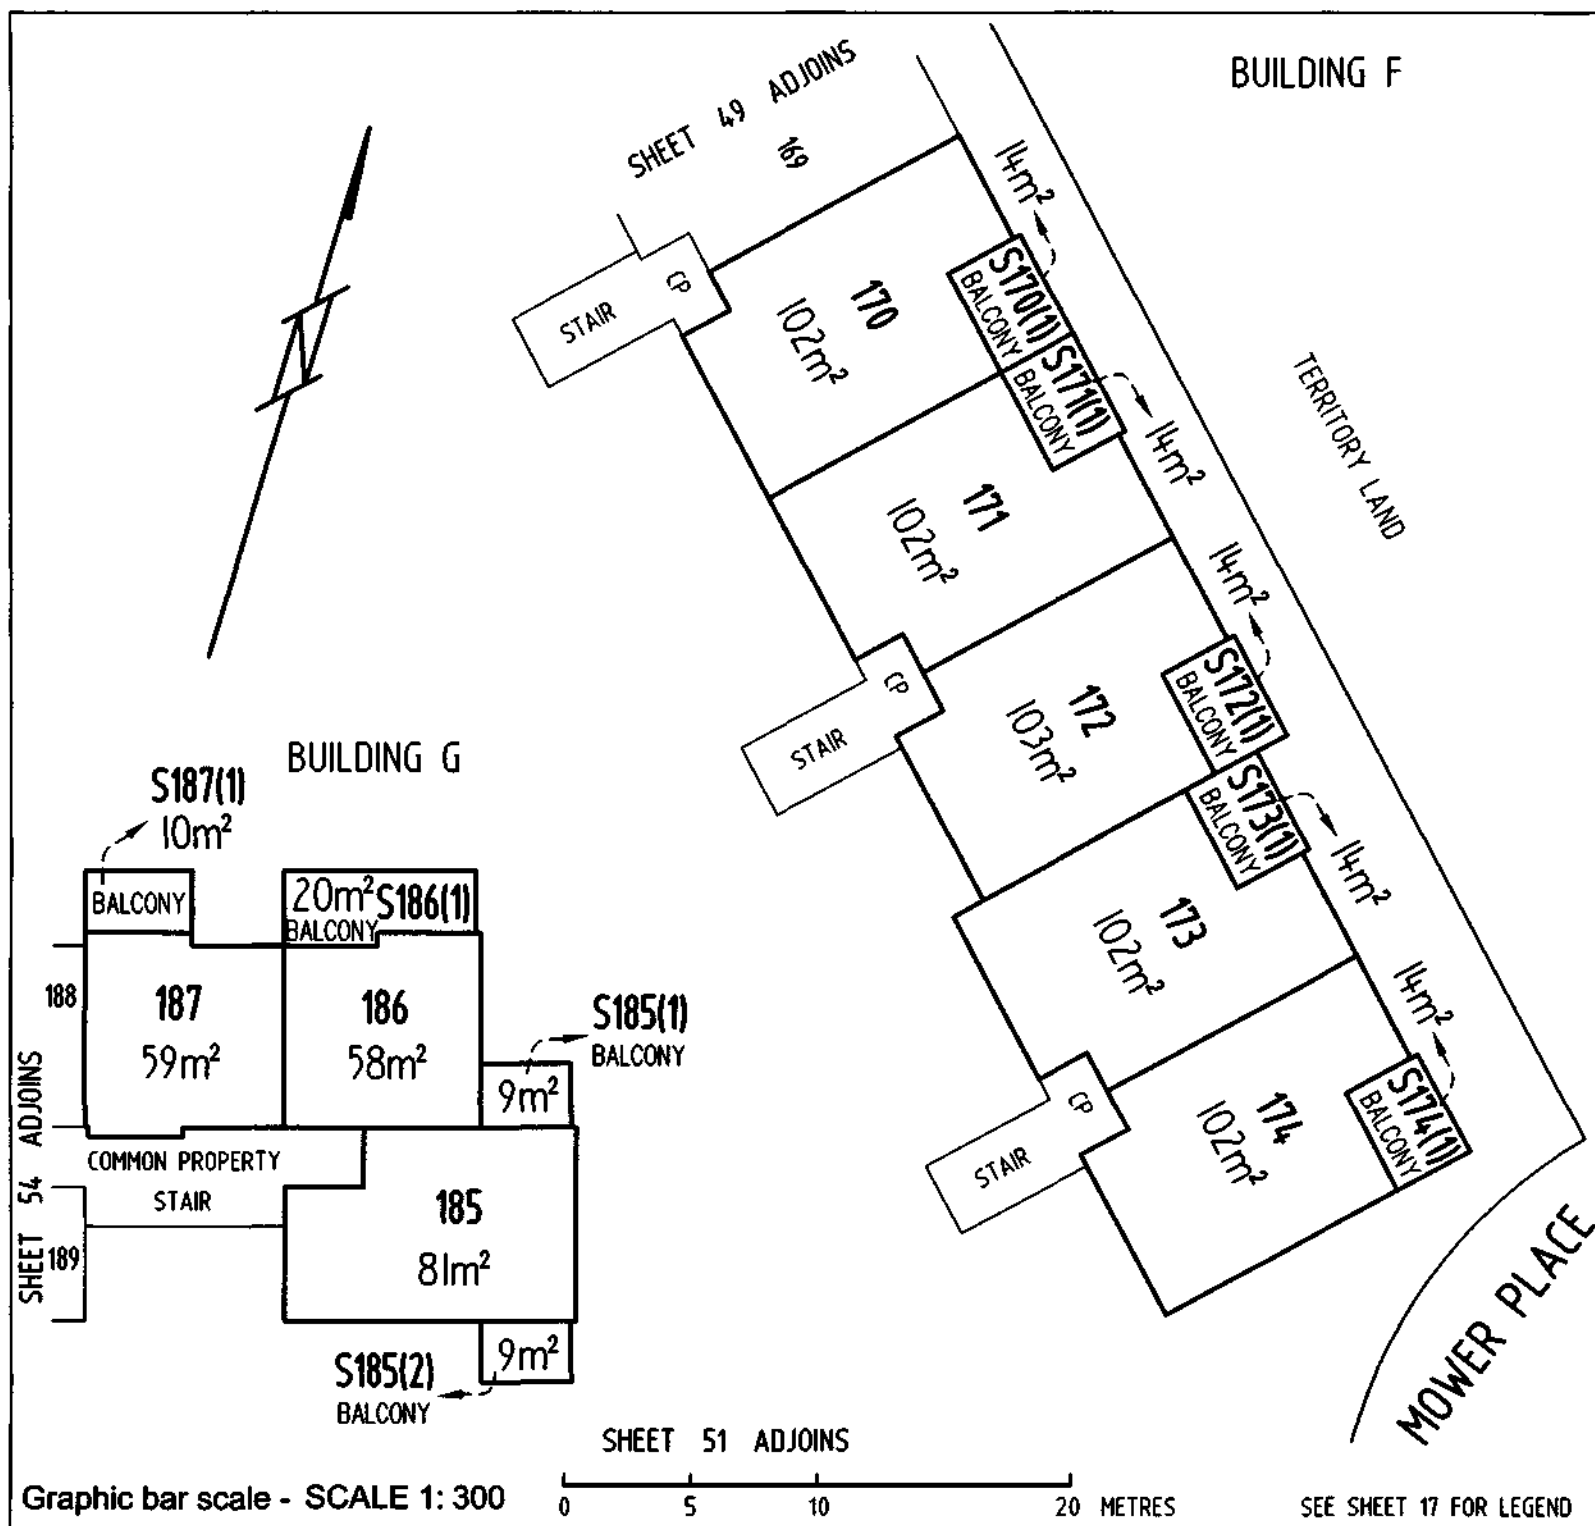 BUILDING F
SHEET 49 ADJOINS
169
14m²
CP
STAIR
170
102m²
S170(1)
BALCONY
S171(1)
BALCONY
14m²
TERRITORY LAND
171
102m²
14m²
CP
STAIR
172
103m²
S172(1)
BALCONY
S173(1)
BALCONY
14m²
173
102m²
14m²
CP
STAIR
174
102m²
S174(1)
BALCONY
MOWER PLACE
BUILDING G
S187(1)
10m²
BALCONY
20m² S186(1)
BALCONY
188
187
59m²
186
58m²
S185(1)
BALCONY
9m²
SHEET 54 ADJOINS
COMMON PROPERTY
STAIR
189
185
81m²
9m²
S185(2)
BALCONY
SHEET 51 ADJOINS
Graphic bar scale - SCALE 1: 300
0 5 10 20 METRES
SEE SHEET 17 FOR LEGEND